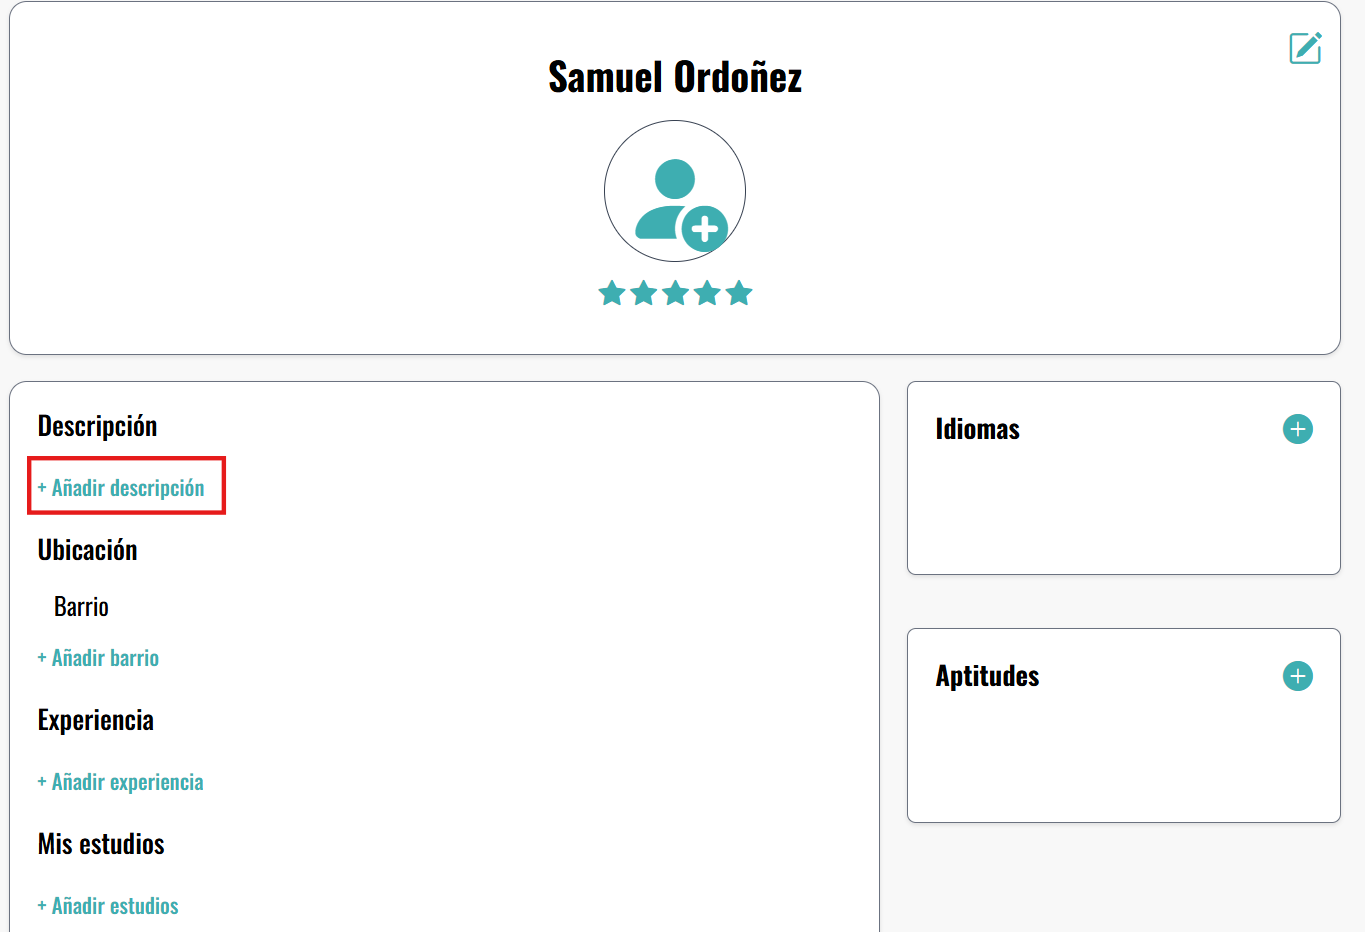 Samuel Ordoñez
Descripción
+ Añadir descripción
Ubicación
Barrio
+ Añadir barrio
Experiencia
+ Añadir experiencia
Mis estudios
+ Añadir estudios
Idiomas
Aptitudes